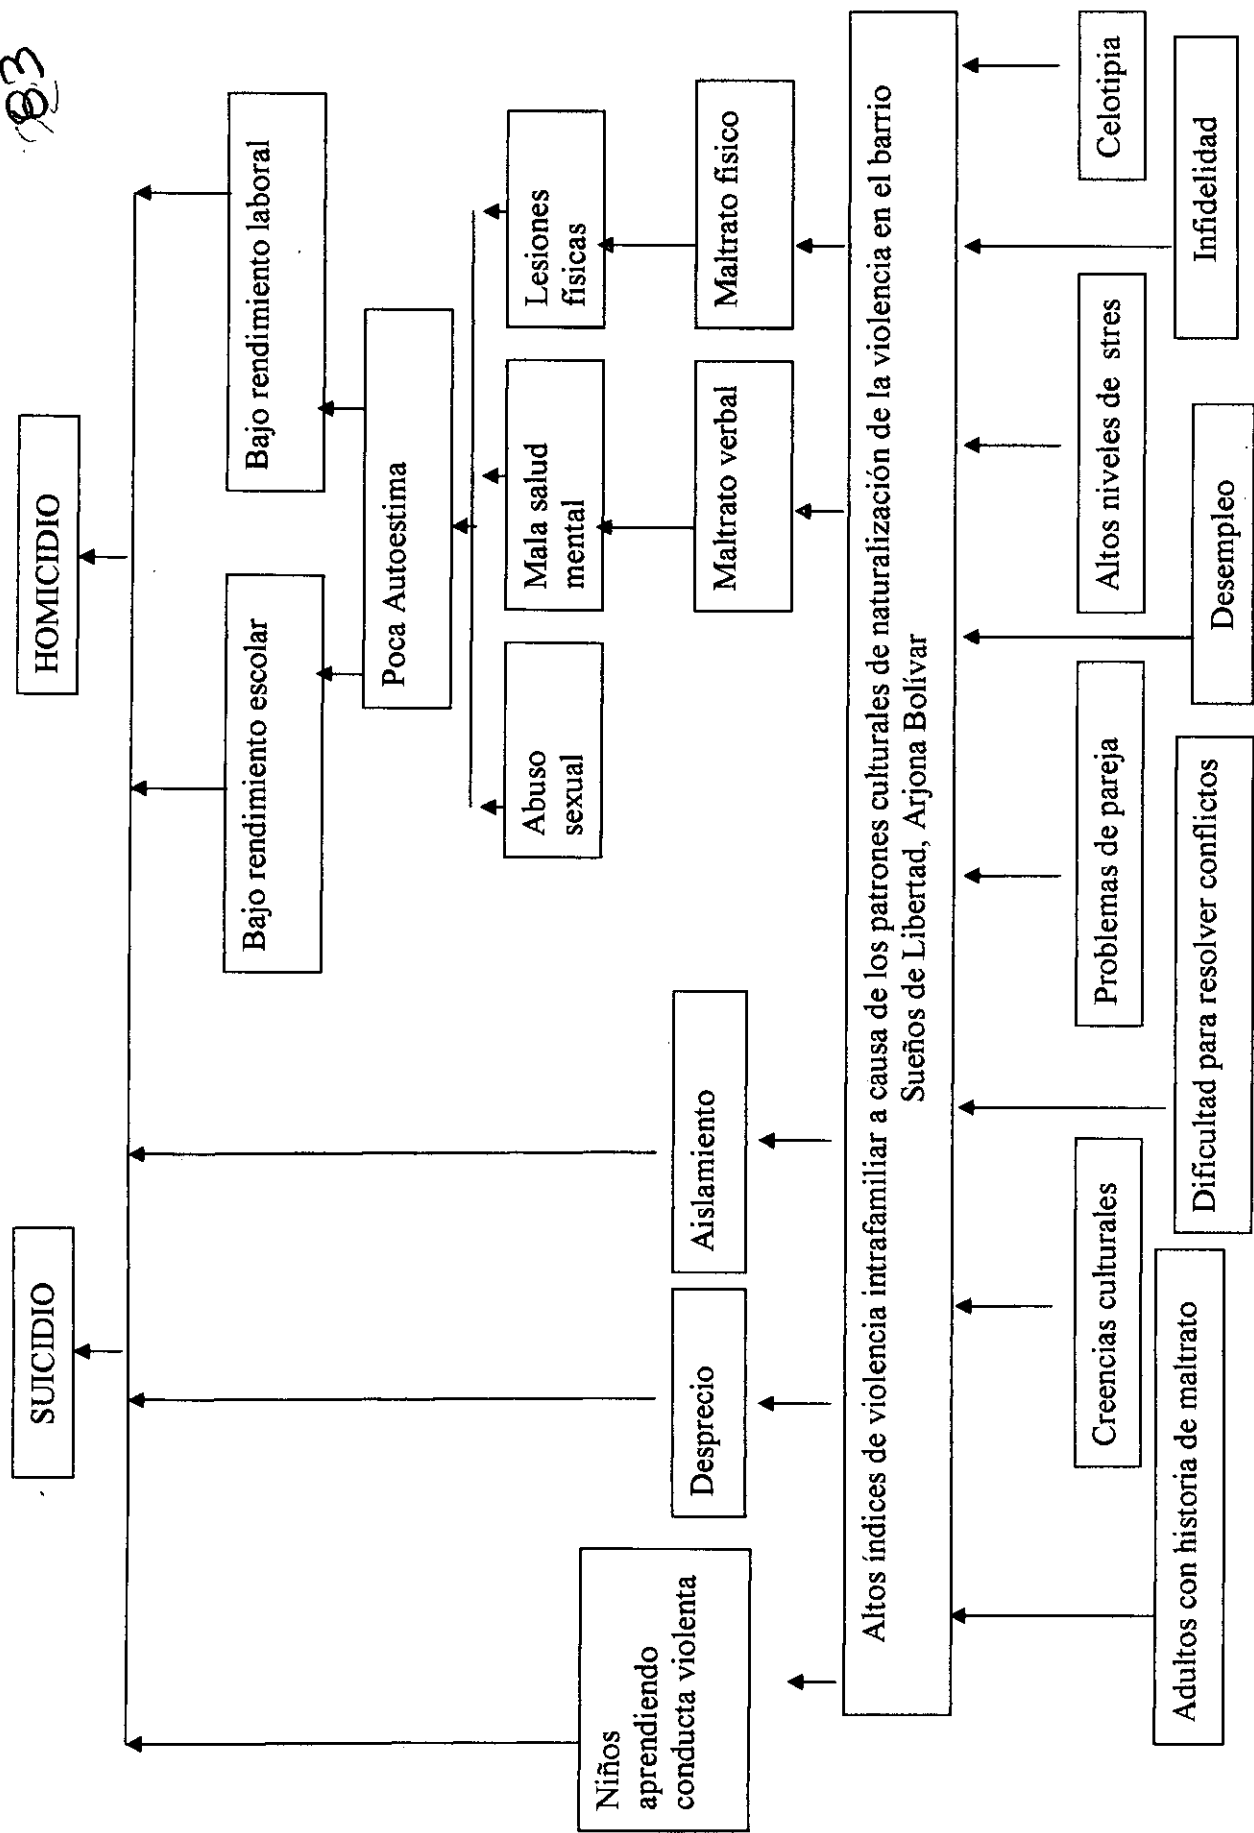 83
SUICIDIO
HOMICIDIO
Bajo rendimiento escolar
Bajo rendimiento laboral
Poca Autoestima
Niños
aprendiendo
conducta violenta
Desprecio
Aislamiento
Abuso
sexual
Mala salud
mental
Lesiones
físicas
Maltrato verbal
Maltrato físico
Altos índices de violencia intrafamiliar a causa de los patrones culturales de naturalización de la violencia en el barrio
Sueños de Libertad, Arjona Bolívar
Creencias culturales
Problemas de pareja
Altos niveles de stres
Celotipia
Adultos con historia de maltrato
Dificultad para resolver conflictos
Desempleo
Infidelidad